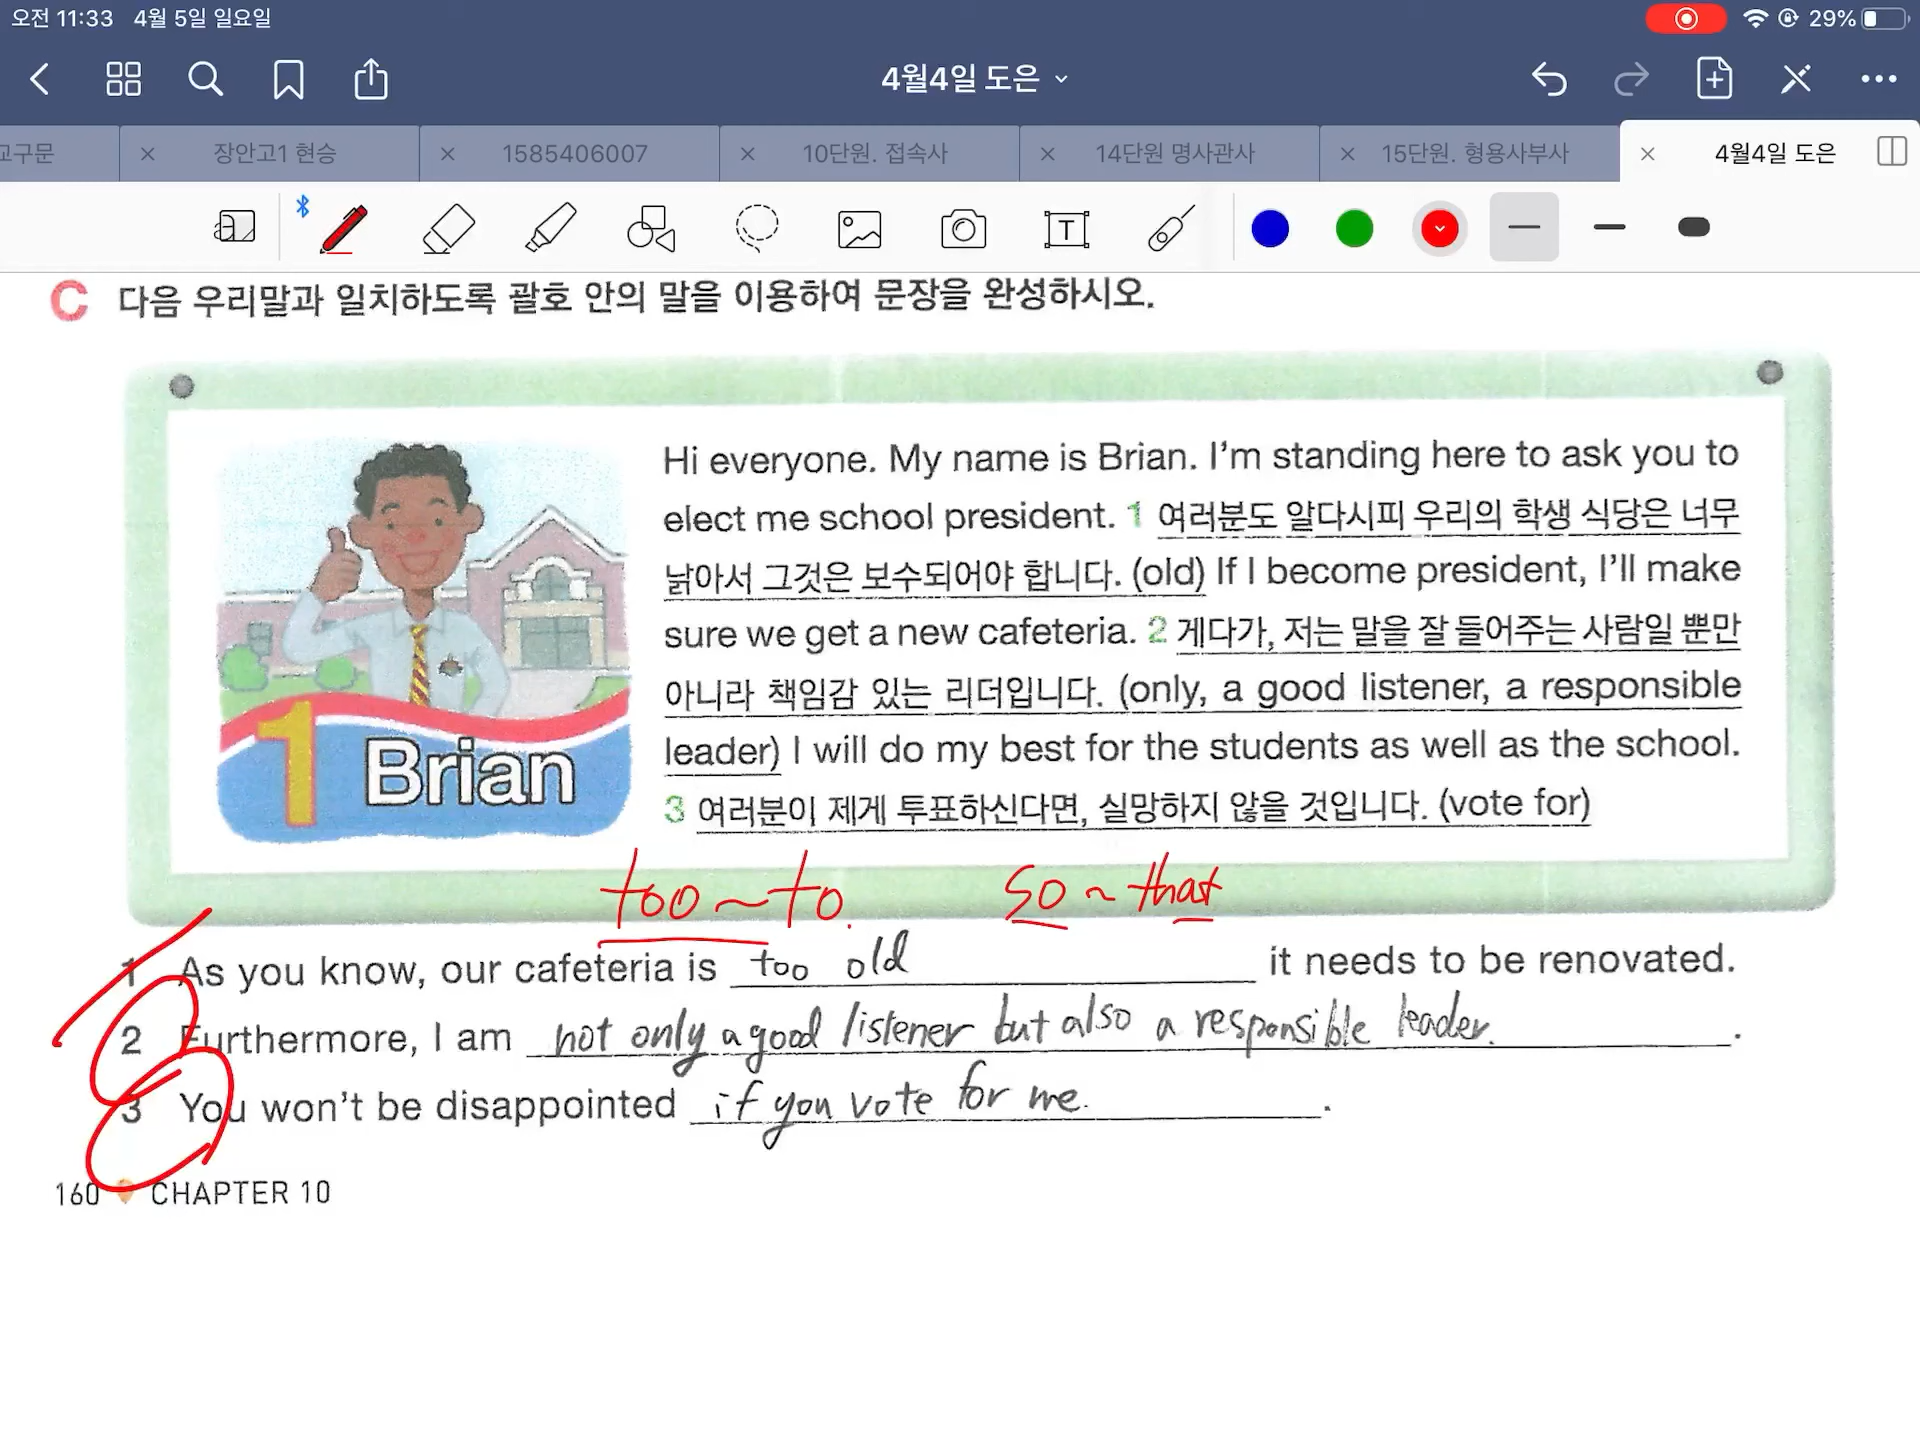 오전 11:33 4월 5일 일요일 29%
4월4일 도은
교구문 장안고1 현승 1585406007 10단원. 접속사 14단원 명사관사 15단원. 형용사부사 4월4일 도은
C 다음 우리말과 일치하도록 괄호 안의 말을 이용하여 문장을 완성하시오.
Hi everyone. My name is Brian. I'm standing here to ask you to
elect me school president. 1 여러분도 알다시피 우리의 학생 식당은 너무
낡아서 그것은 보수되어야 합니다. (old) If I become president, I'll make
sure we get a new cafeteria. 2 게다가, 저는 말을 잘 들어주는 사람일 뿐만
아니라 책임감 있는 리더입니다. (only, a good listener, a responsible
leader) I will do my best for the students as well as the school.
3 여러분이 제게 투표하신다면, 실망하지 않을 것입니다. (vote for)
1 Brian
too ~ to. so ~ that
1 As you know, our cafeteria is too old it needs to be renovated.
2 Furthermore, I am not only a good listener but also a responsible leader. .
3 You won't be disappointed if you vote for me. .
160 CHAPTER 10